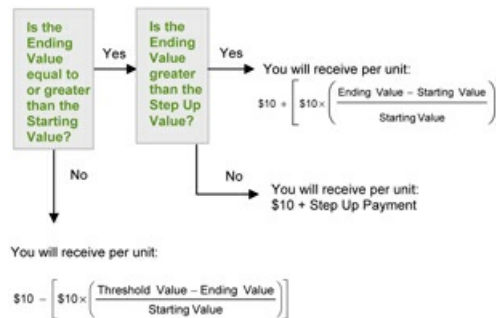 Is the
Ending
Value
equal to
or greater
than the
Starting
Value?
Yes
Is the
Ending
Value
greater
than the
Step Up
Value?
Yes
You will receive per unit:
$10 + [ $10 × ( Ending Value – Starting Value
Starting Value ) ]
No
No
You will receive per unit:
$10 + Step Up Payment
You will receive per unit:
$10 – [ $10 × ( Threshold Value – Ending Value
Starting Value ) ]